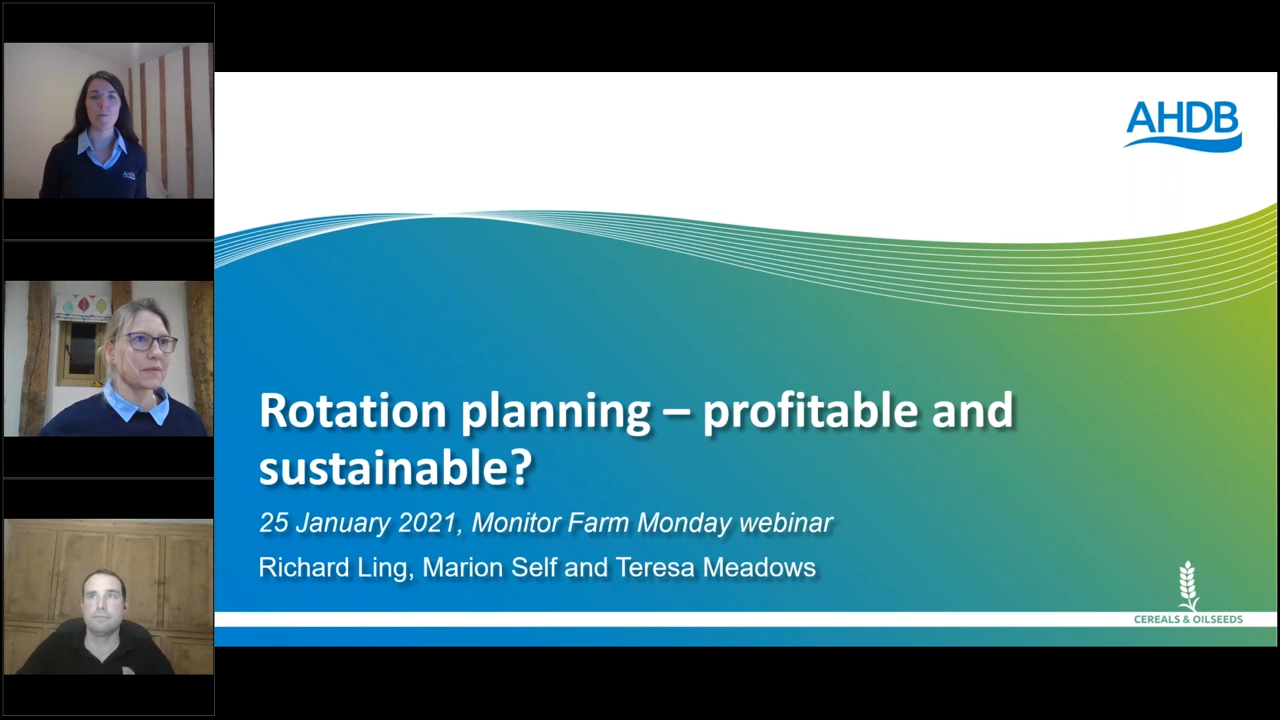 AHDB
AHDB
Rotation planning – profitable and
sustainable?
25 January 2021, Monitor Farm Monday webinar
Richard Ling, Marion Self and Teresa Meadows
CEREALS & OILSEEDS